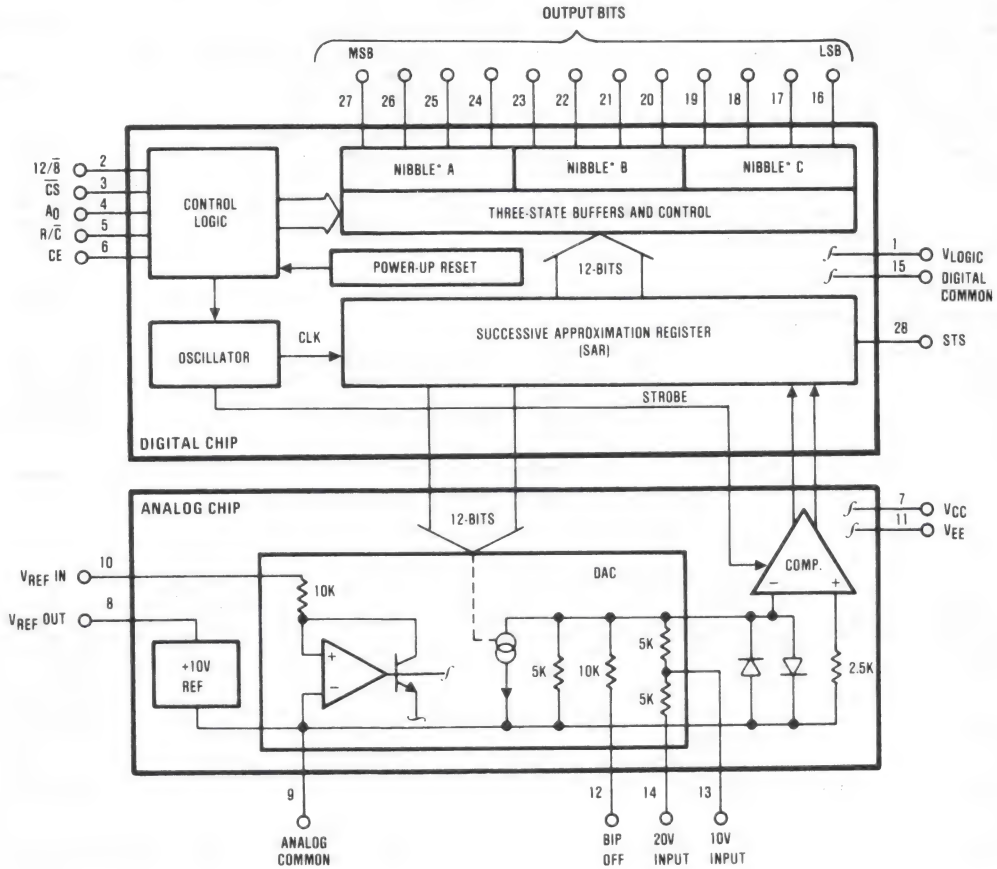 OUTPUT BITS
MSB
LSB
27
26
25
24
23
22
21
20
19
18
17
16
12/8̅
2
C̅S̅
3
A0
4
R/C̅
5
CE
6
CONTROL
LOGIC
NIBBLE* A
NIBBLE* B
NIBBLE* C
THREE-STATE BUFFERS AND CONTROL
POWER-UP RESET
12-BITS
1
VLOGIC
15
DIGITAL
COMMON
OSCILLATOR
CLK
SUCCESSIVE APPROXIMATION REGISTER
(SAR)
28
STS
STROBE
DIGITAL CHIP
ANALOG CHIP
12-BITS
7
VCC
11
VEE
COMP.
-
+
10
VREF IN
8
VREF OUT
DAC
10K
+10V
REF
+
-
5K
10K
5K
5K
2.5K
9
ANALOG
COMMON
12
BIP
OFF
14
20V
INPUT
13
10V
INPUT